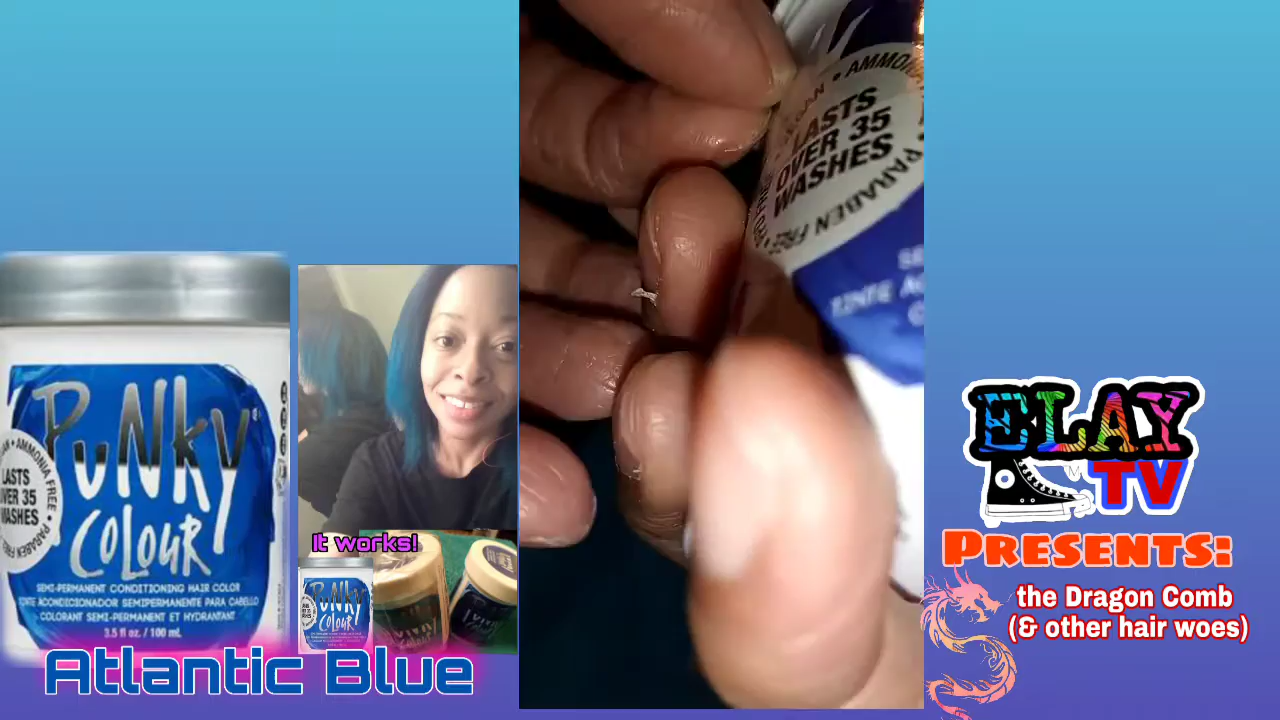 PUNKY
COLOUR
AMMONIA FREE
LASTS
OVER 35
WASHES
PARABEN FREE
SEMI-PERMANENT CONDITIONING HAIR COLOR
TINTE ACONDICIONADOR SEMIPERMANENTE PARA CABELLO
COLORANT SEMI-PERMANENT ET HYDRATANT
3.5 fl oz. / 100 mL
Atlantic Blue
It works!
PUNKY
COLOUR
LASTS
OVER 35
WASHES
PARABEN FREE
TINTE
ELAY
TV
PRESENTS:
the Dragon Comb
(& other hair woes)